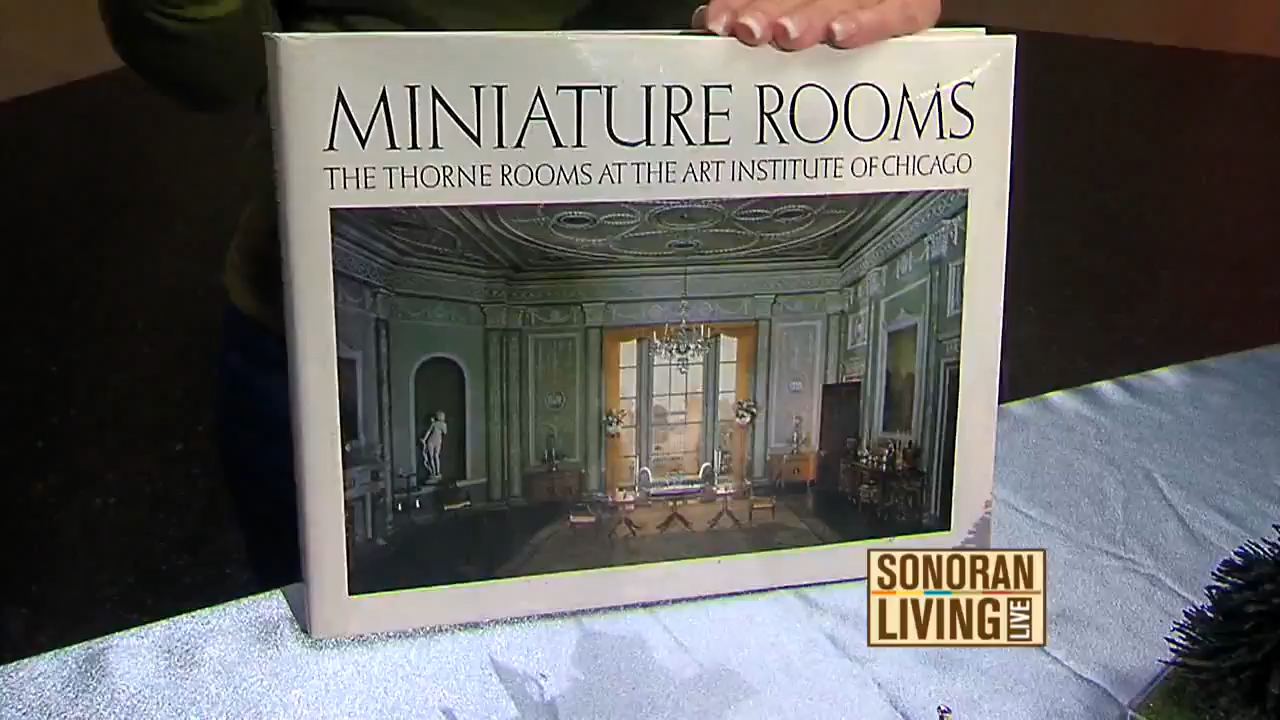 MINIATURE ROOMS
THE THORNE ROOMS AT THE ART INSTITUTE OF CHICAGO
SONORAN
LIVING LIVE